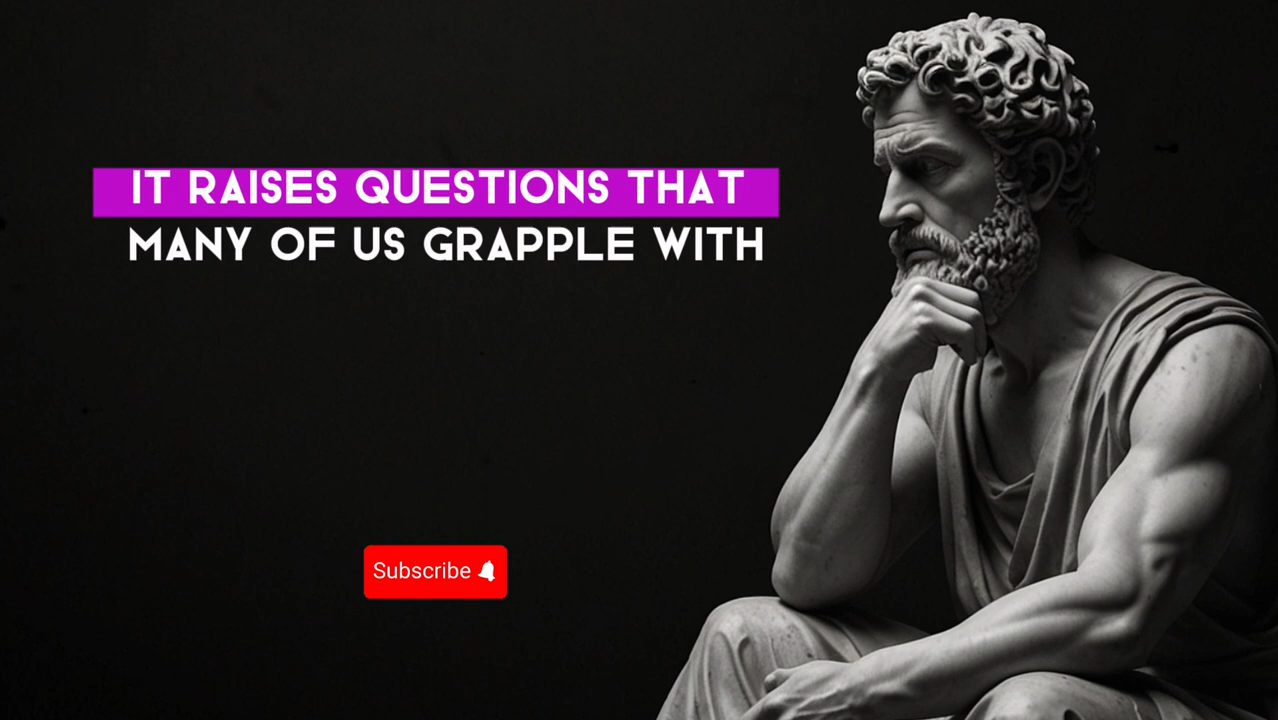 IT RAISES QUESTIONS THAT
MANY OF US GRAPPLE WITH
Subscribe